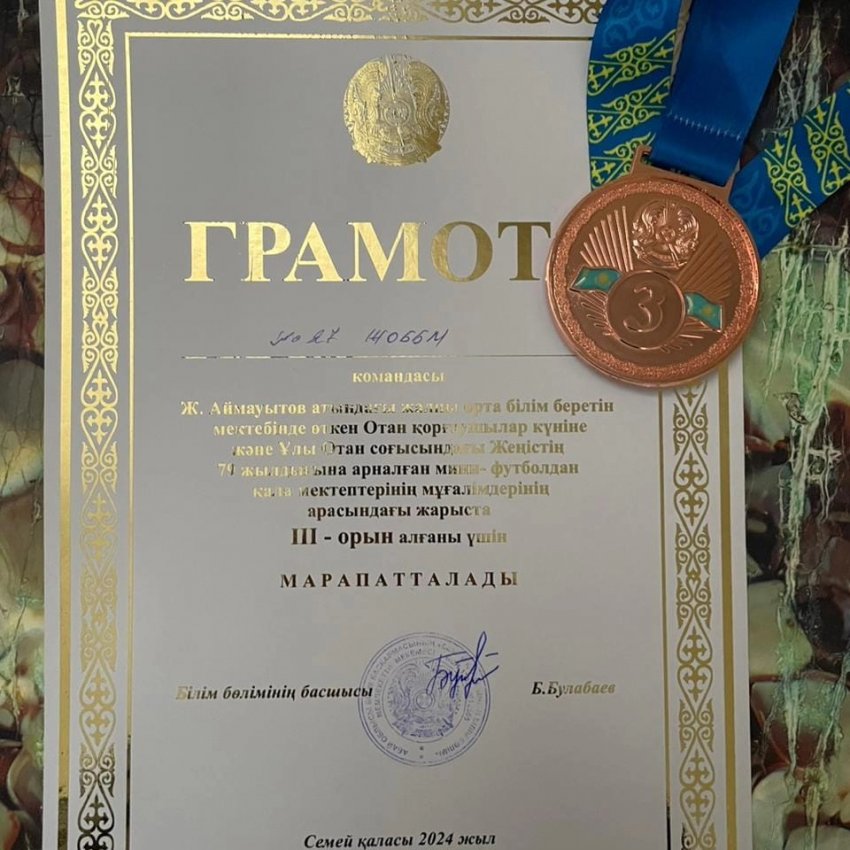 ГРАМОТ
№27 ЖОББМ
командасы
Ж. Аймауытов атындағы жалпы орта білім беретін
мектебінде өткен Отан қорғаушылар күніне
және Ұлы Отан соғысындағы Жеңістің
79 жылдығына арналған мини- футболдан
қала мектептерінің мұғалімдерінің
арасындағы жарыста
III - орын алғаны үшін
МАРАПАТТАЛАДЫ
Білім бөлімінің басшысы
Б.Булабаев
Семей қаласы 2024 жыл
3